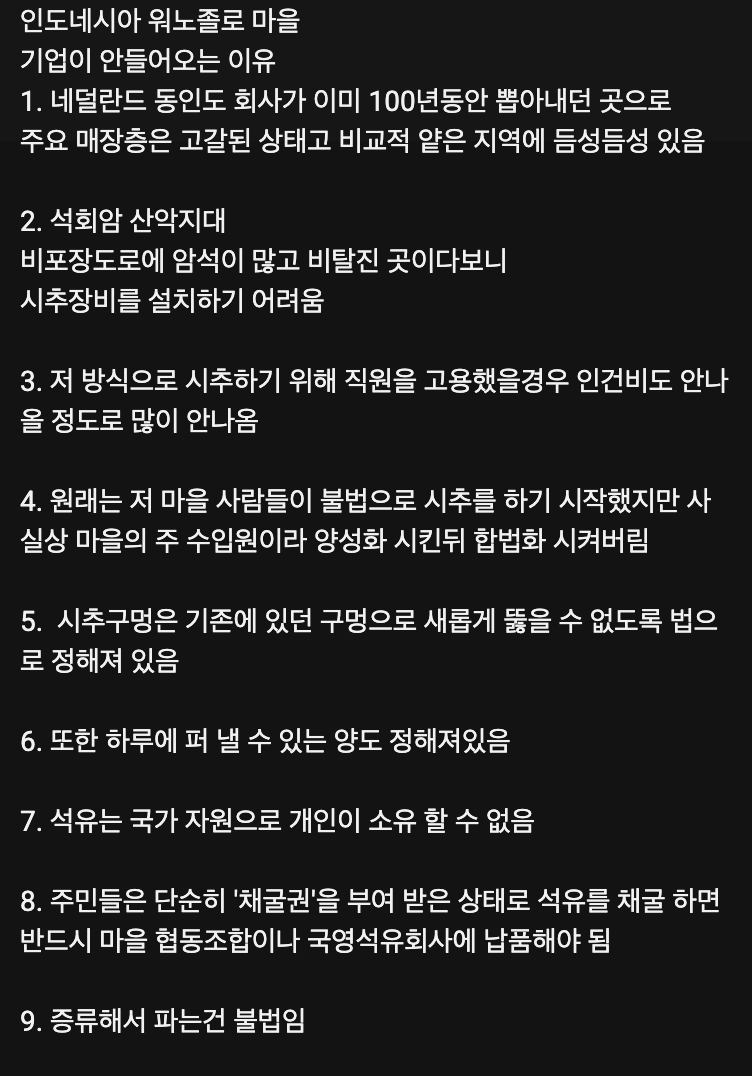 인도네시아 워노졸로 마을
기업이 안들어오는 이유
1. 네덜란드 동인도 회사가 이미 100년동안 뽑아내던 곳으로
주요 매장층은 고갈된 상태고 비교적 얕은 지역에 듬성듬성 있음
2. 석회암 산악지대
비포장도로에 암석이 많고 비탈진 곳이다보니
시추장비를 설치하기 어려움
3. 저 방식으로 시추하기 위해 직원을 고용했을경우 인건비도 안나
올 정도로 많이 안나옴
4. 원래는 저 마을 사람들이 불법으로 시추를 하기 시작했지만 사
실상 마을의 주 수입원이라 양성화 시킨뒤 합법화 시켜버림
5.  시추구멍은 기존에 있던 구멍으로 새롭게 뚫을 수 없도록 법으
로 정해져 있음
6. 또한 하루에 퍼 낼 수 있는 양도 정해져있음
7. 석유는 국가 자원으로 개인이 소유 할 수 없음
8. 주민들은 단순히 '채굴권'을 부여 받은 상태로 석유를 채굴 하면
반드시 마을 협동조합이나 국영석유회사에 납품해야 됨
9. 증류해서 파는건 불법임